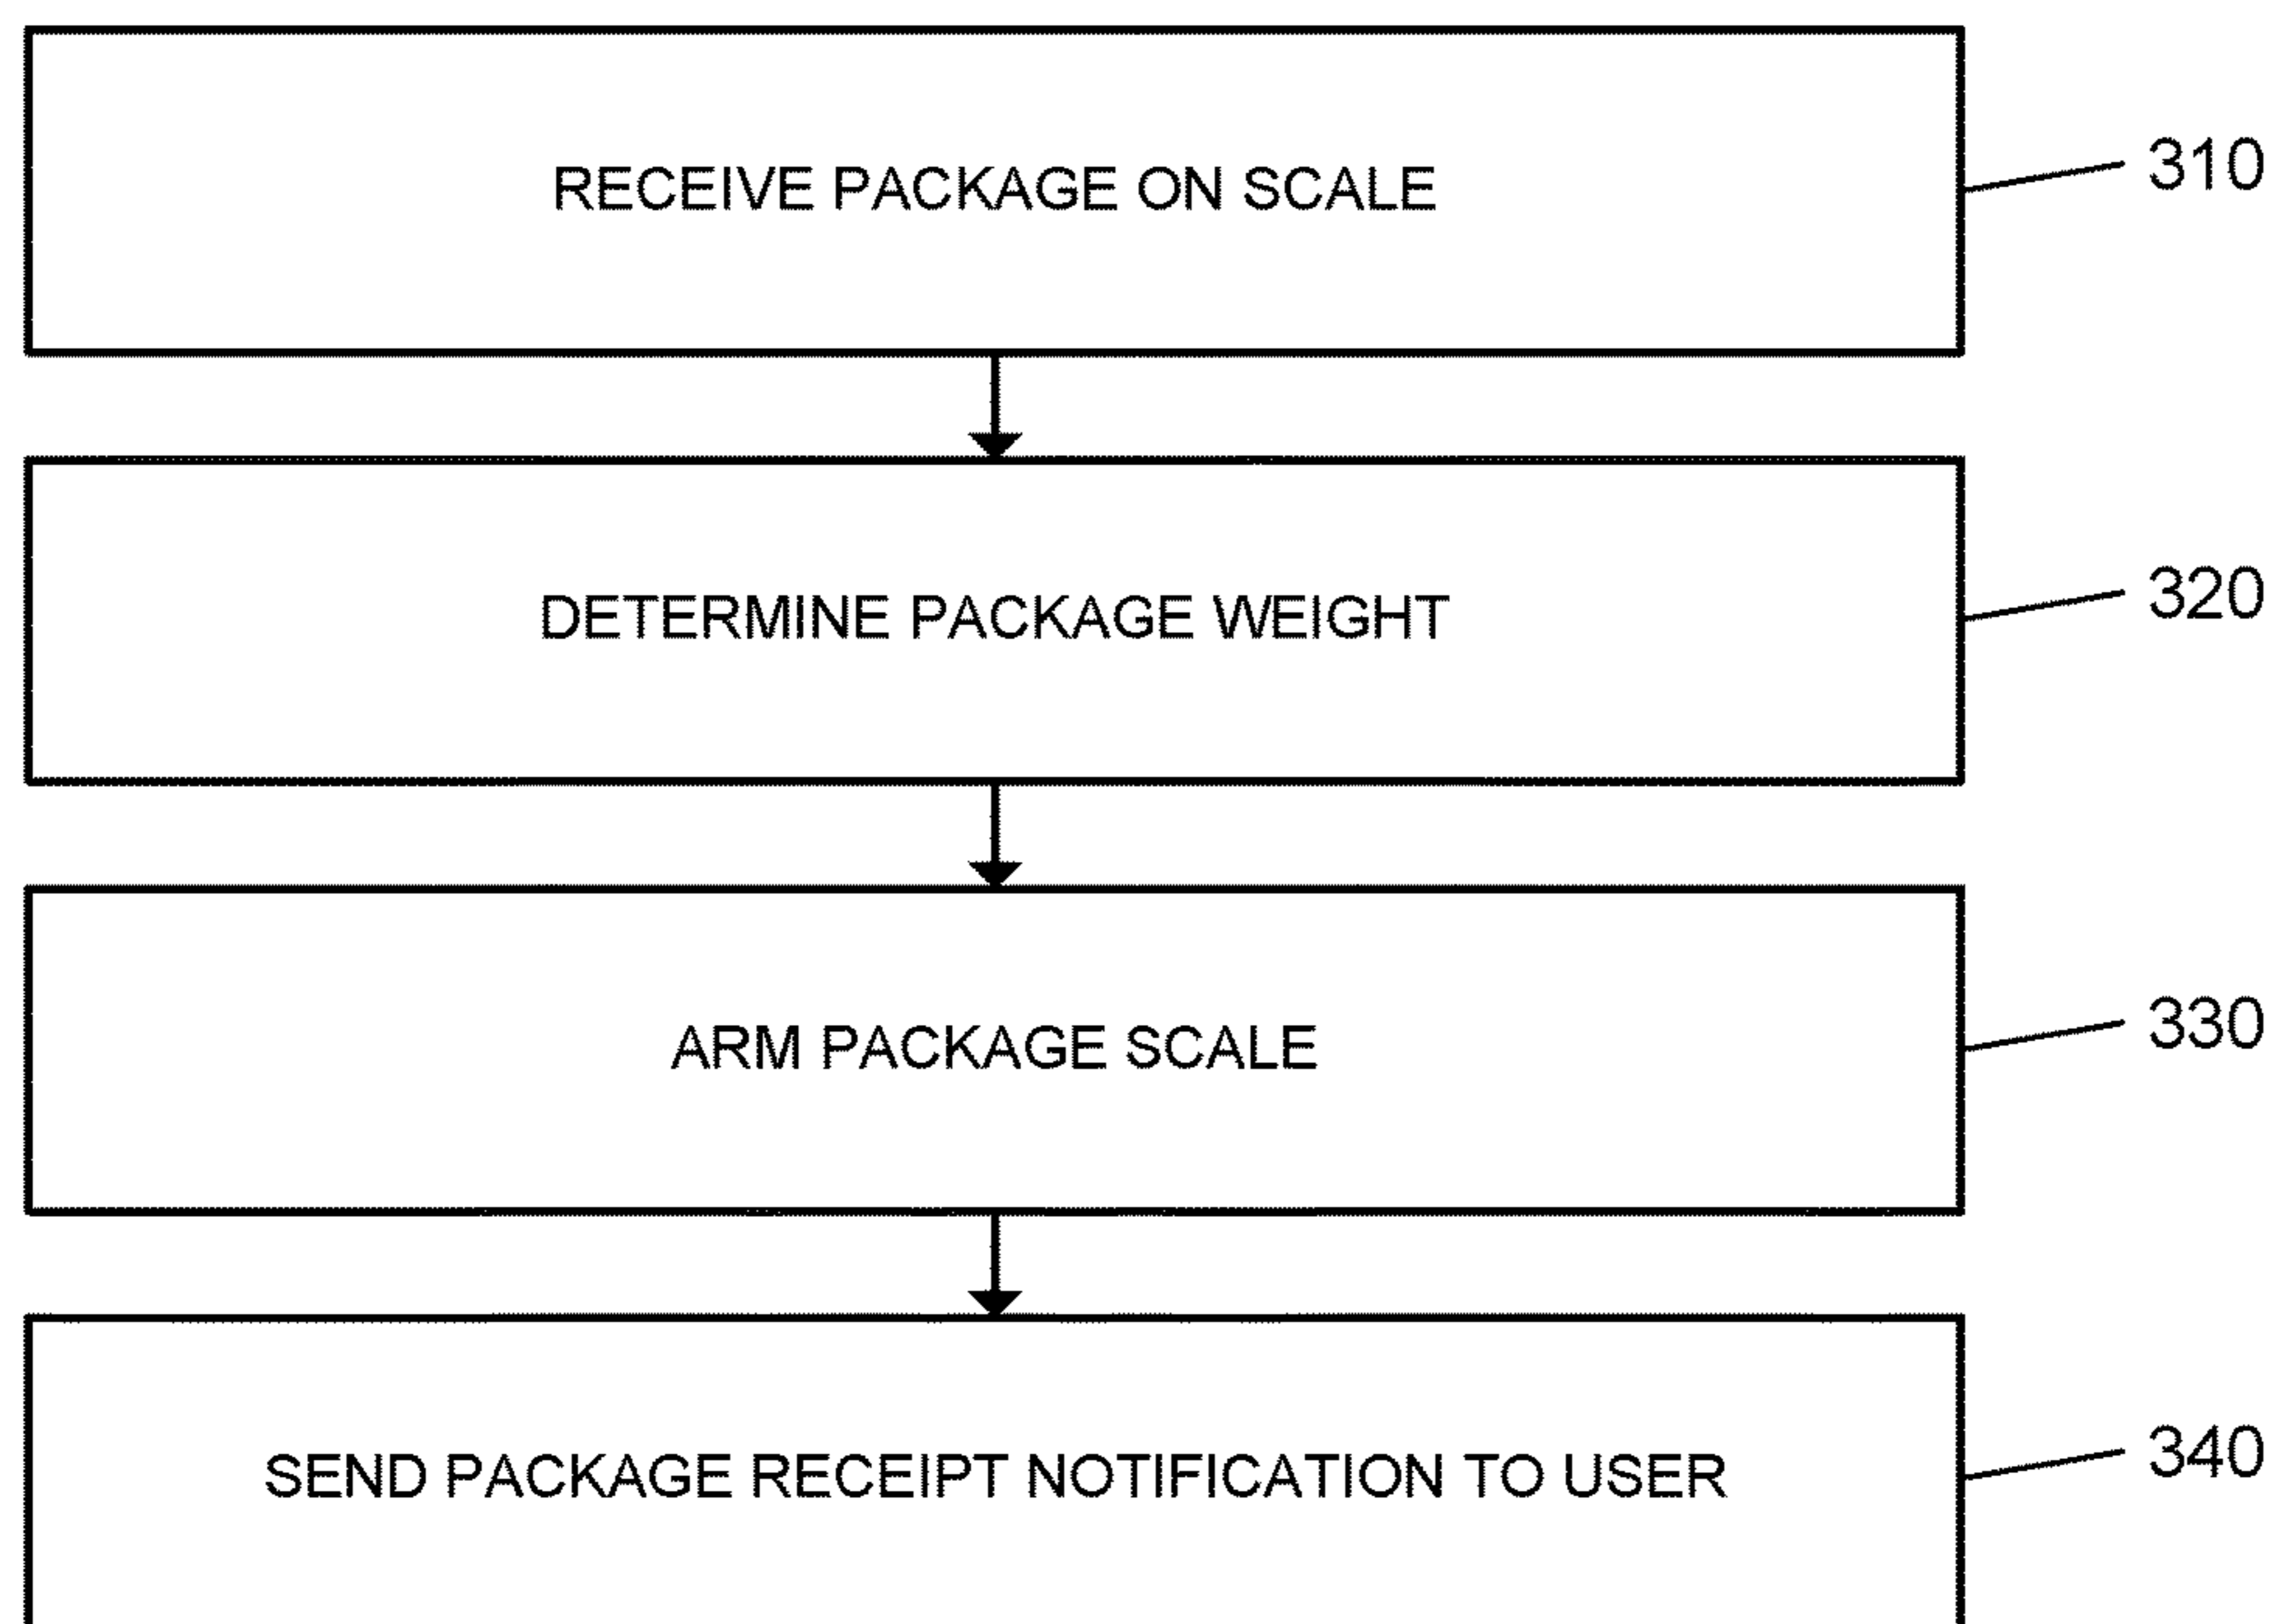 RECEIVE PACKAGE ON SCALE
310
DETERMINE PACKAGE WEIGHT
320
ARM PACKAGE SCALE
330
SEND PACKAGE RECEIPT NOTIFICATION TO USER
340